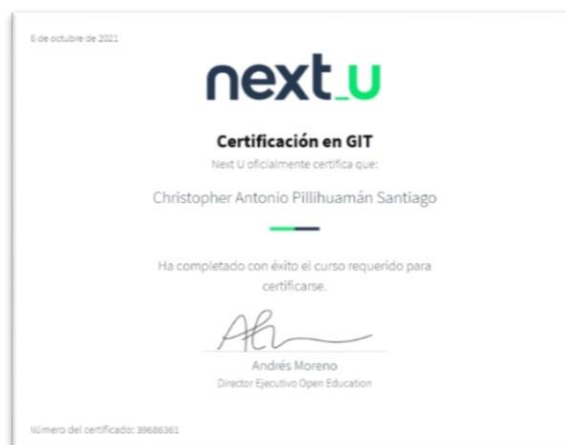 6 de octubre de 2021
next_u
Certificación en GIT
Next U oficialmente certifica que:
Christopher Antonio Pillihuamán Santiago
Ha completado con éxito el curso requerido para
certificarse.
Andrés Moreno
Director Ejecutivo Open Education
Número del certificado: 39686361